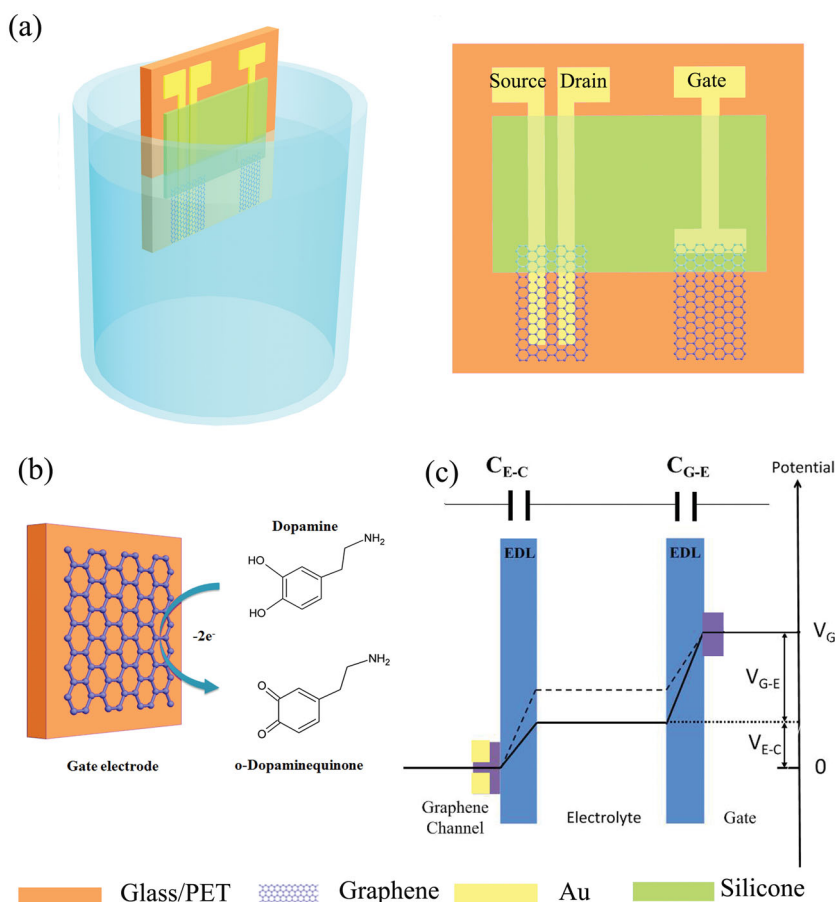 (a)
Source Drain Gate
(b)
Dopamine
HO
HO
NH2
-2e-
O
O
NH2
Gate electrode
o-Dopaminequinone
(c)
CE-C
CG-E
Potential
EDL
EDL
VG
VG-E
VE-C
0
Graphene
Channel
Electrolyte
Gate
Glass/PET Graphene Au Silicone